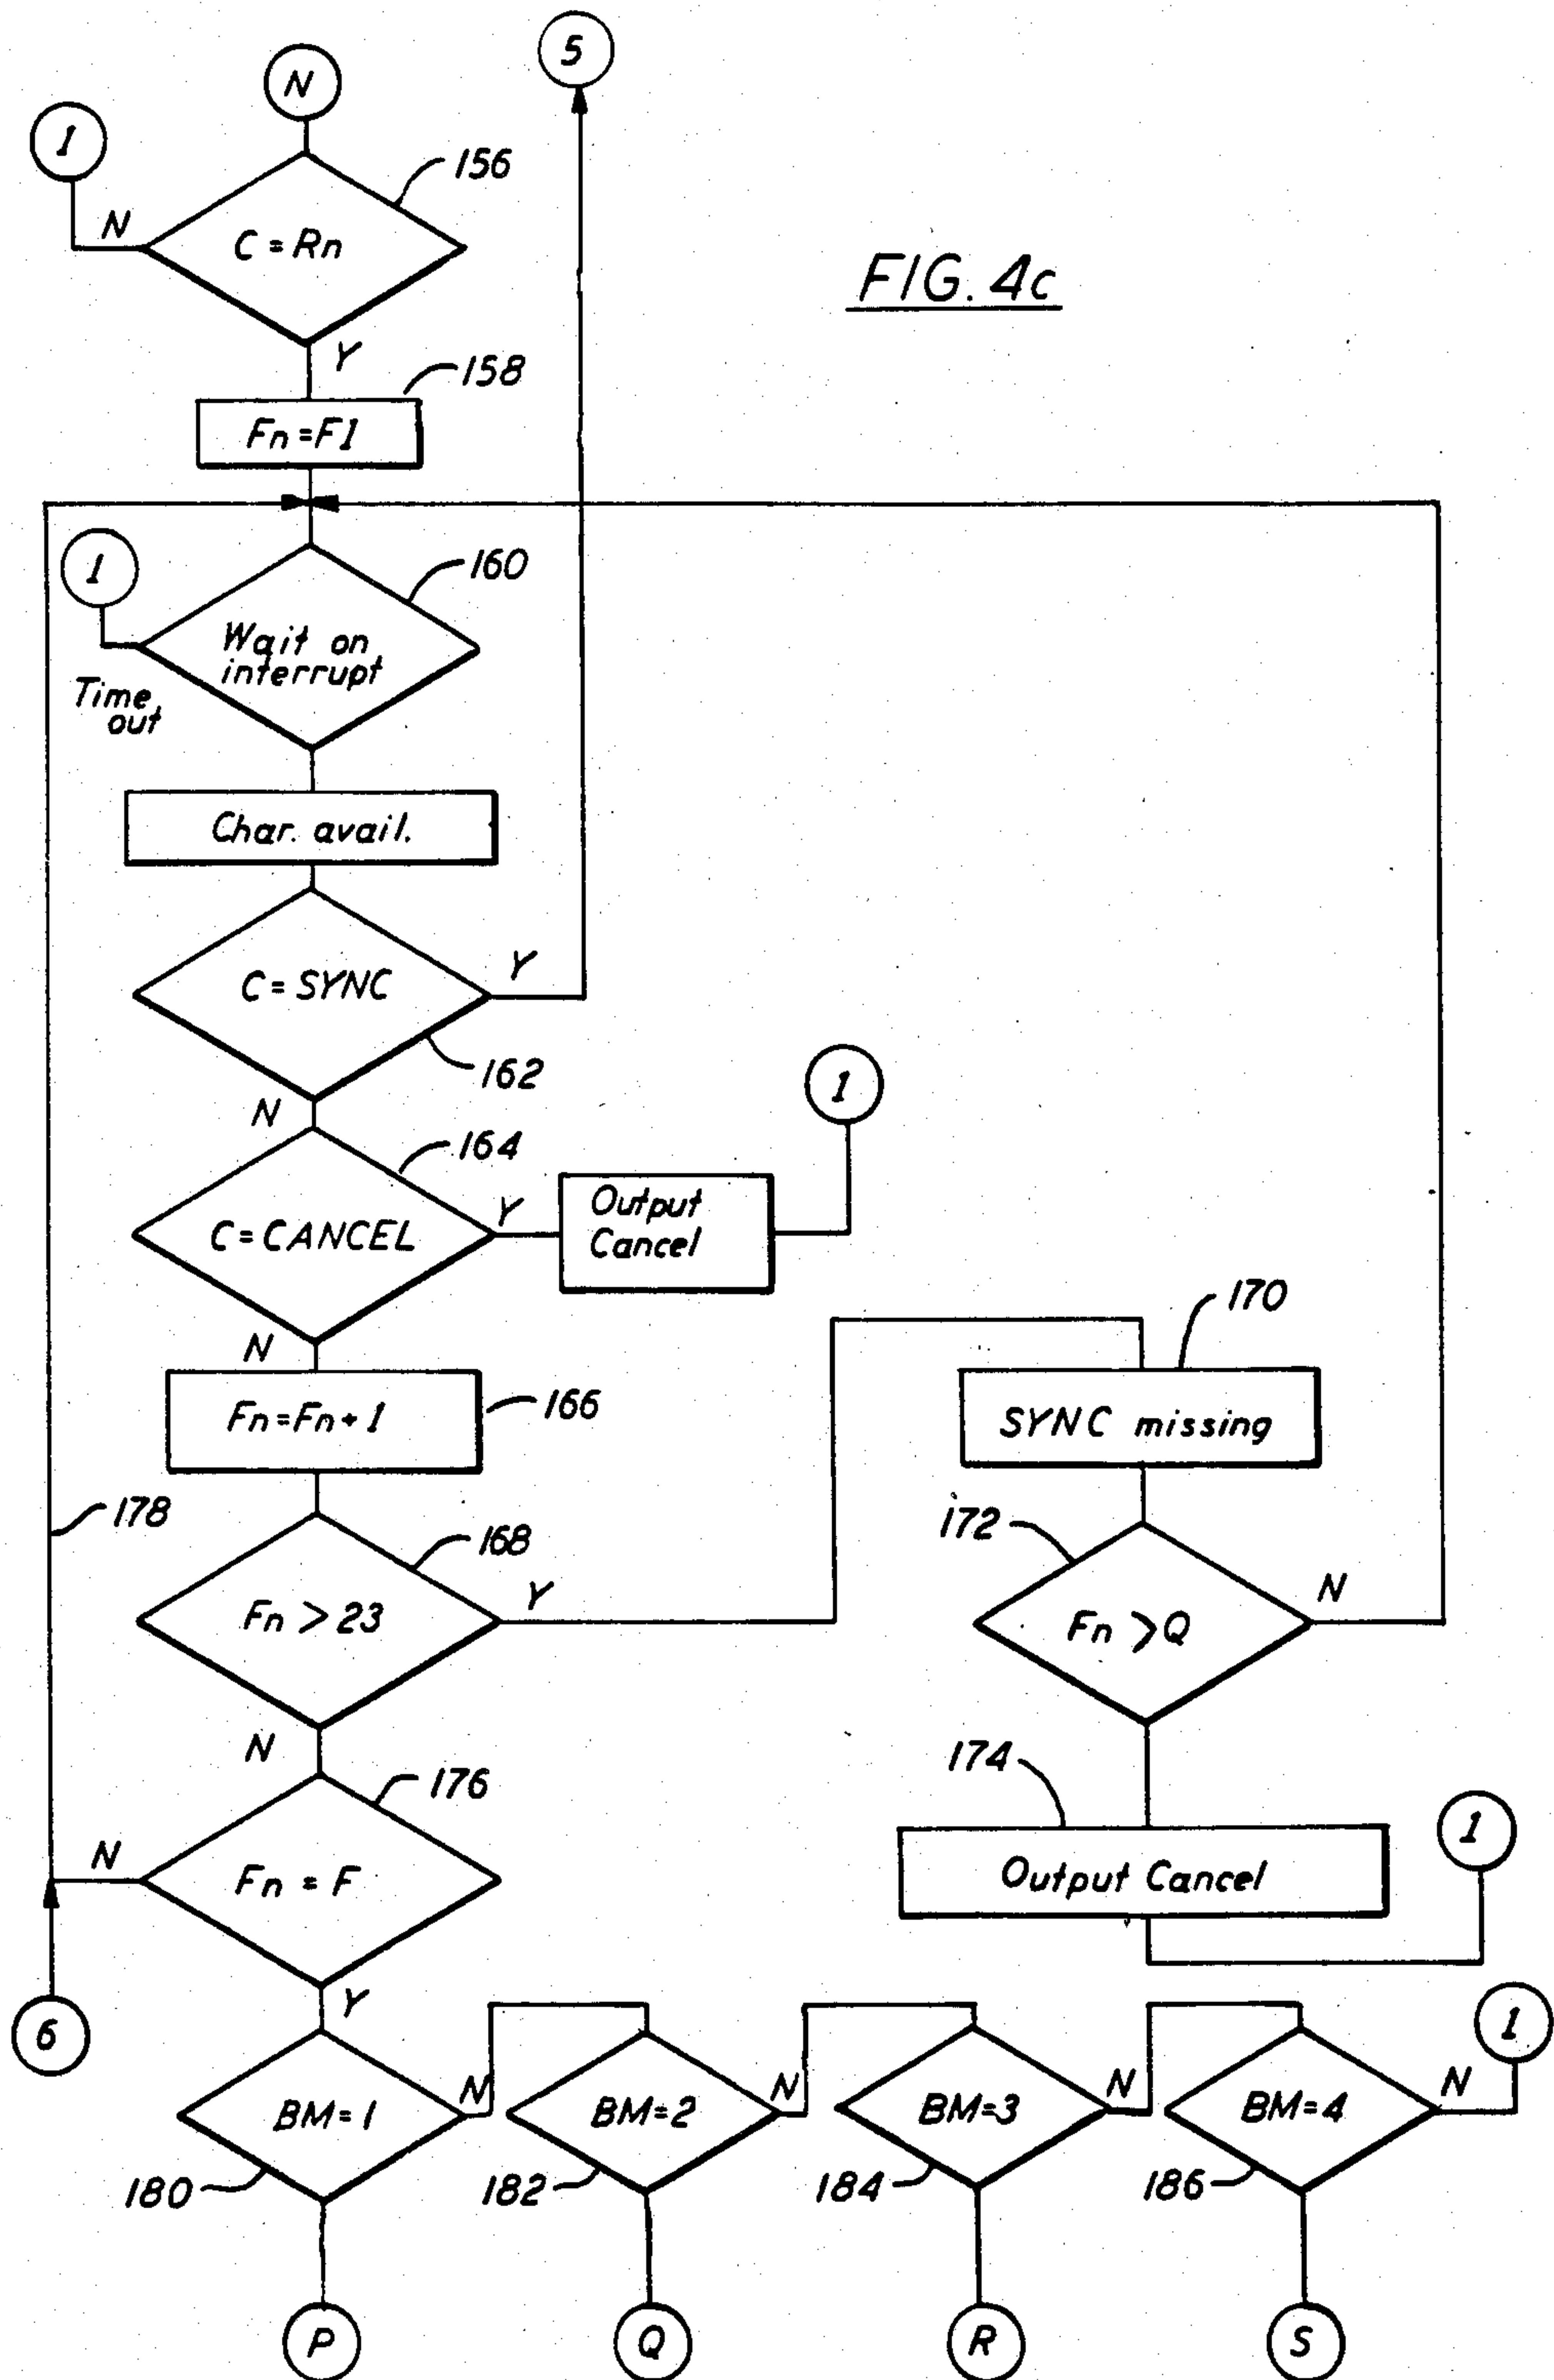 5
N
1
156
N
C = Rn
FIG. 4c
Y
158
Fn = F1
1
160
Wait on
interrupt
Time
out
Char. avail.
C = SYNC
Y
162
N
1
164
C = CANCEL
Y
Output
Cancel
170
N
Fn = Fn + 1
166
SYNC missing
178
168
172
Fn > 23
Y
Fn > Q
N
N
174
176
1
N
Fn = F
Output Cancel
Y
6
1
BM = 1
N
BM = 2
N
BM = 3
N
BM = 4
N
180
182
184
186
P
Q
R
S